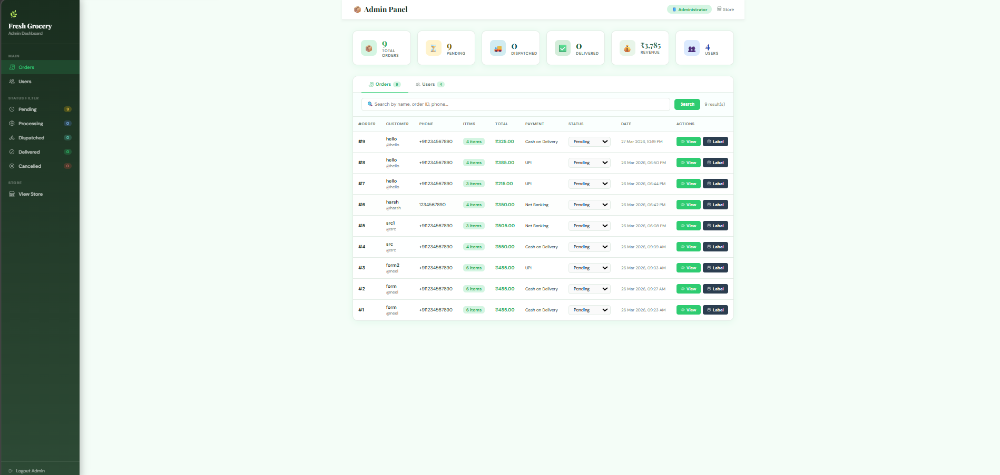 Fresh Grocery
Admin Dashboard
MAIN
Orders
Users
STATUS FILTER
Pending 9
Processing 0
Dispatched 0
Delivered 0
Cancelled 0
STORE
View Store
Logout Admin
Admin Panel
Administrator
Store
9
TOTAL ORDERS
9
PENDING
0
DISPATCHED
0
DELIVERED
₹3,785
REVENUE
4
USERS
Orders 9 Users 4
Search by name, order ID, phone...
Search
9 result(s)
#ORDER CUSTOMER PHONE ITEMS TOTAL PAYMENT STATUS DATE ACTIONS
#9 hello @hello +911234567890 4 items ₹325.00 Cash on Delivery Pending 27 Mar 2026, 10:19 PM View Label
#8 hello @hello +911234567890 4 items ₹385.00 UPI Pending 26 Mar 2026, 06:50 PM View Label
#7 hello @hello +911234567890 3 items ₹215.00 UPI Pending 26 Mar 2026, 06:44 PM View Label
#6 harsh @harsh 1234567890 4 items ₹350.00 Net Banking Pending 26 Mar 2026, 06:42 PM View Label
#5 src1 @src +911234567890 3 items ₹505.00 Net Banking Pending 26 Mar 2026, 06:08 PM View Label
#4 src @src +911234567890 4 items ₹550.00 Cash on Delivery Pending 26 Mar 2026, 09:39 AM View Label
#3 form2 @neel +911234567890 6 items ₹485.00 UPI Pending 26 Mar 2026, 09:33 AM View Label
#2 form @neel +911234567890 6 items ₹485.00 Cash on Delivery Pending 26 Mar 2026, 09:27 AM View Label
#1 form @neel +911234567890 6 items ₹485.00 Cash on Delivery Pending 26 Mar 2026, 09:23 AM View Label